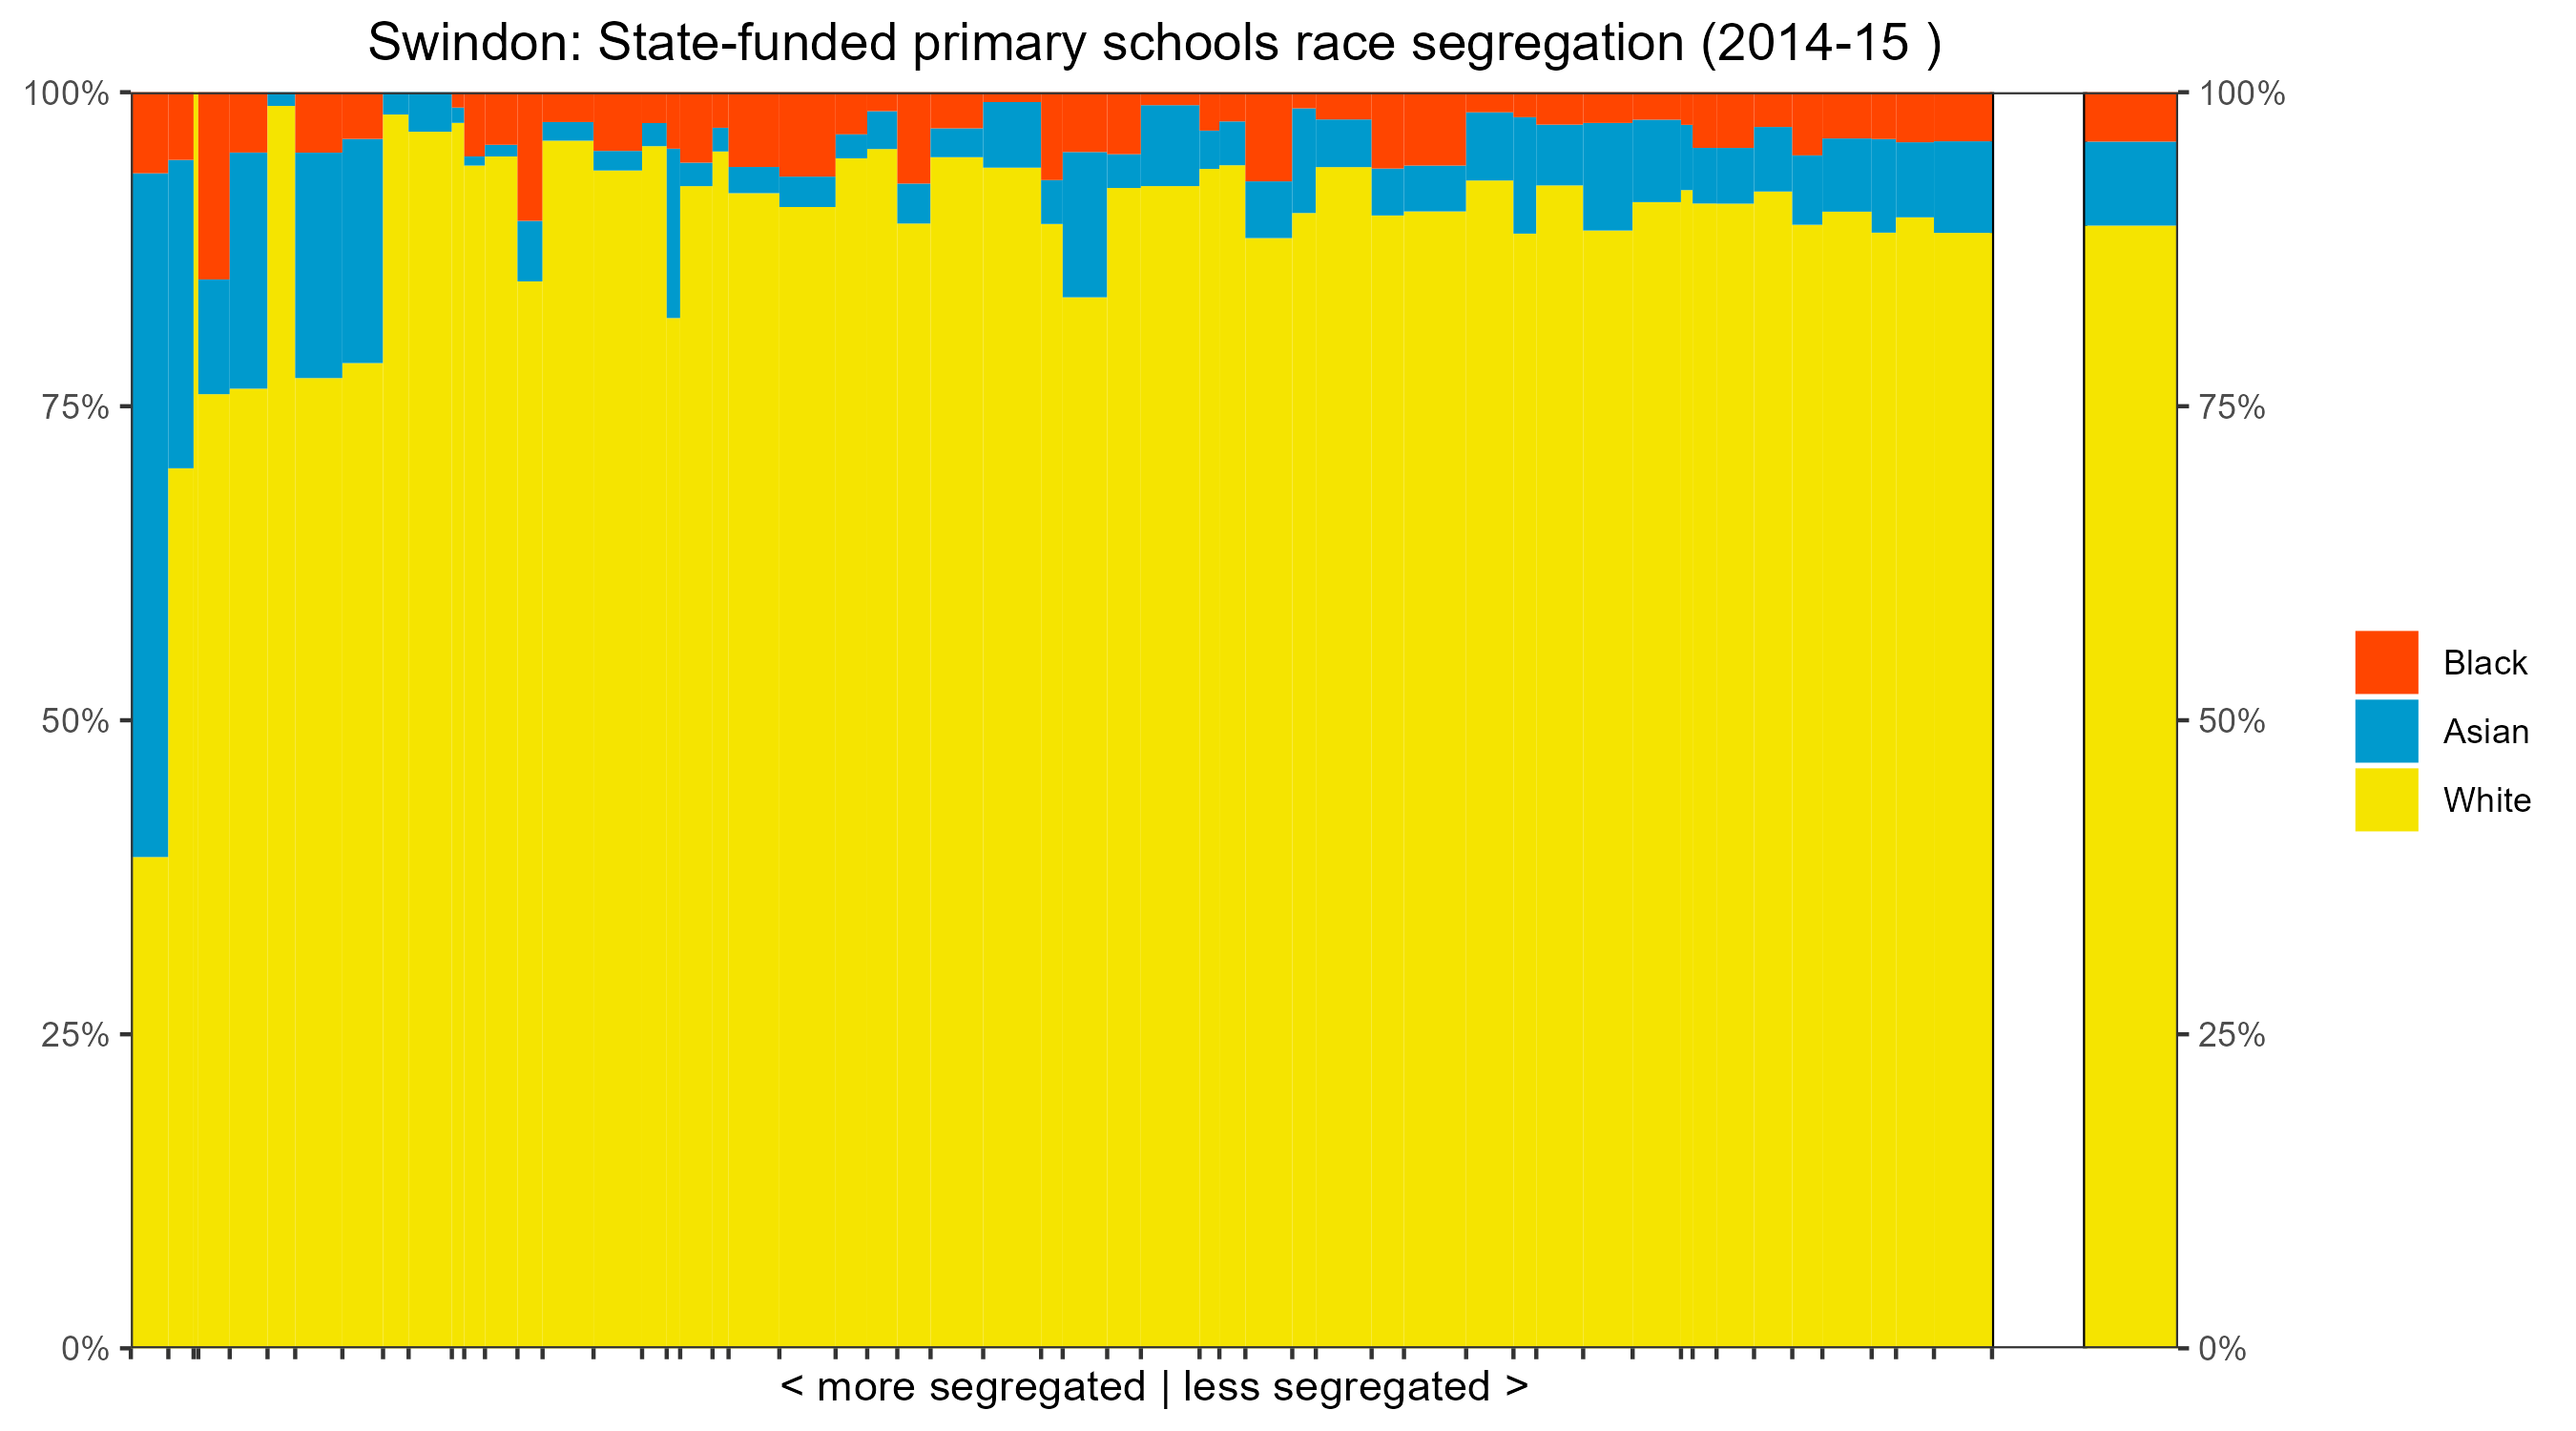 Swindon: State-funded primary schools race segregation (2014-15 )
100%
75%
50%
25%
0%
100%
75%
50%
25%
0%
Black
Asian
White
< more segregated | less segregated >